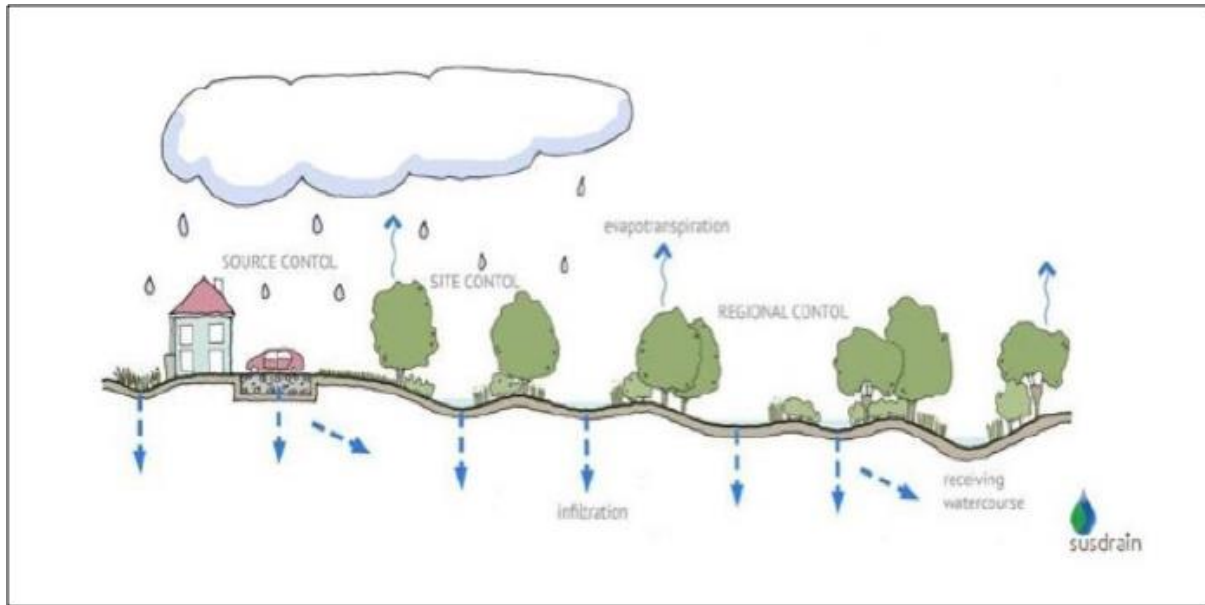 evapotranspiration
SOURCE CONTOL
SITE CONTOL
REGIONAL CONTOL
infiltration
receiving
watercourse
susdrain